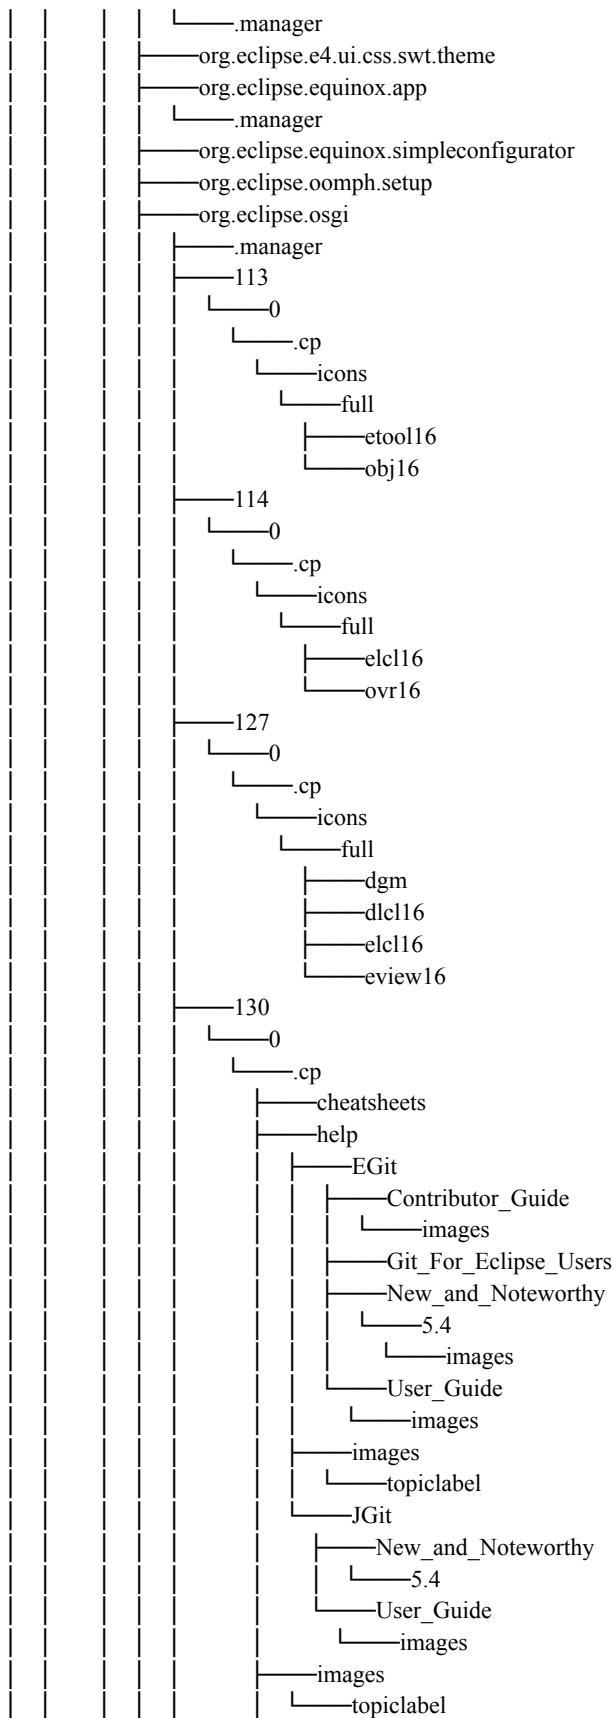 .manager
org.eclipse.e4.ui.css.swt.theme
org.eclipse.equinox.app
.manager
org.eclipse.equinox.simpleconfigurator
org.eclipse.oomph.setup
org.eclipse.osgi
.manager
113
0
.cp
icons
full
etool16
obj16
114
0
.cp
icons
full
elcl16
ovr16
127
0
.cp
icons
full
dgm
dlcl16
elcl16
eview16
130
0
.cp
cheatsheets
help
EGit
Contributor_Guide
images
Git_For_Eclipse_Users
New_and_Noteworthy
5.4
images
User_Guide
images
images
topiclabel
JGit
New_and_Noteworthy
5.4
User_Guide
images
images
topiclabel